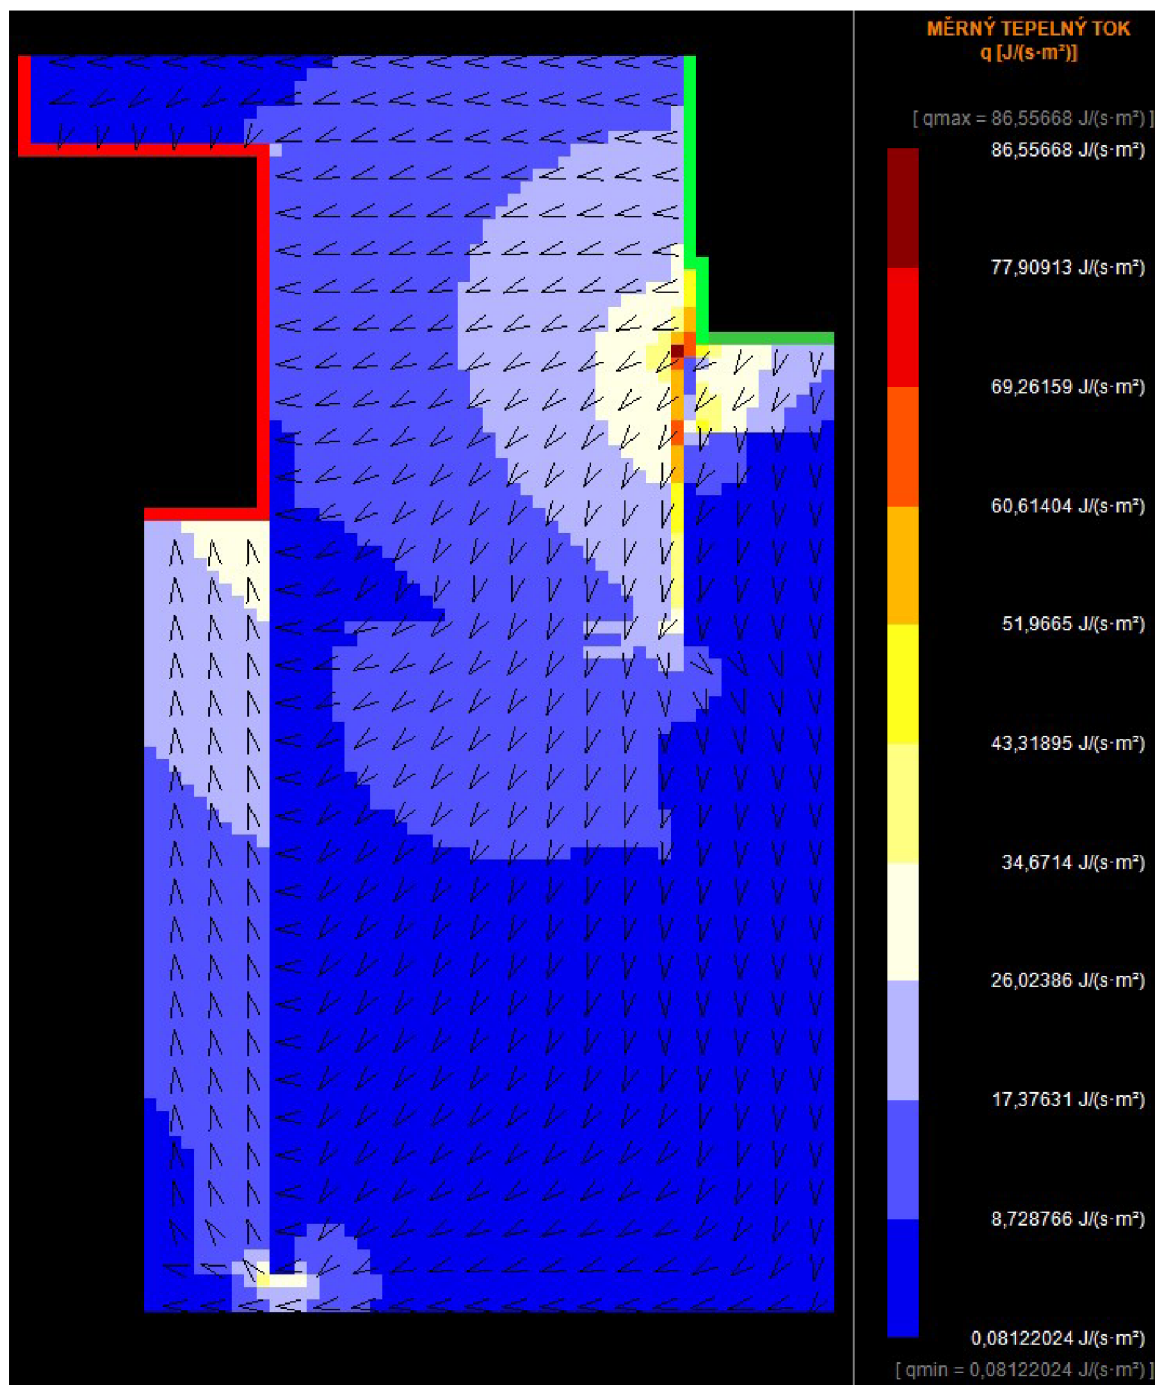 MĚRNÝ TEPELNÝ TOK
q [J/(s·m²)]
[ qmax = 86,55668 J/(s·m²) ]
86,55668 J/(s·m²)
77,90913 J/(s·m²)
69,26159 J/(s·m²)
60,61404 J/(s·m²)
51,9665 J/(s·m²)
43,31895 J/(s·m²)
34,6714 J/(s·m²)
26,02386 J/(s·m²)
17,37631 J/(s·m²)
8,728766 J/(s·m²)
0,08122024 J/(s·m²)
[ qmin = 0,08122024 J/(s·m²) ]